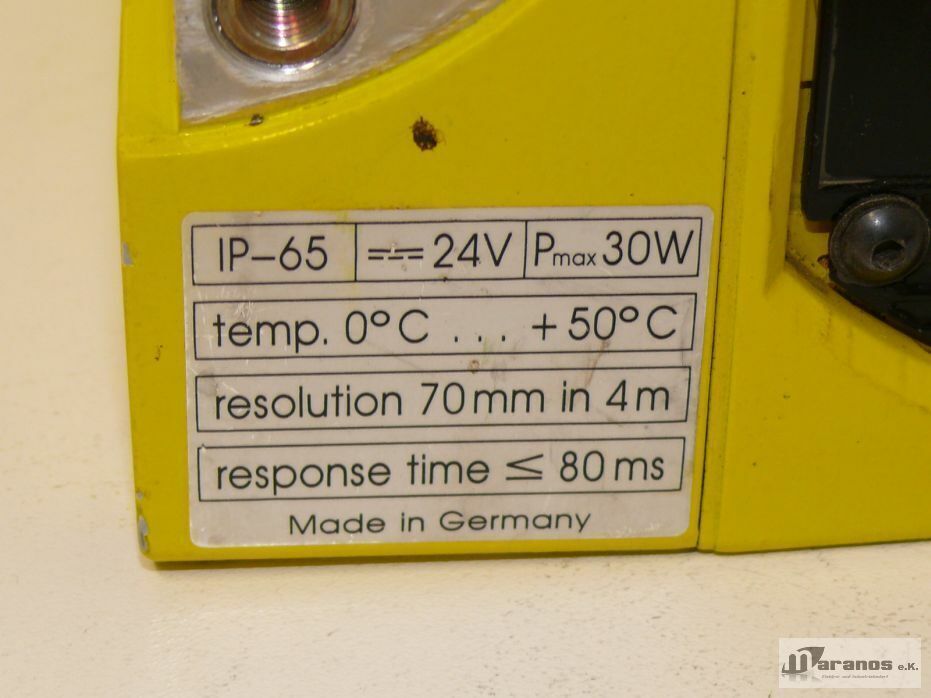 IP-65 ⎓ 24V Pmax 30W
temp. 0°C ... +50°C
resolution 70mm in 4m
response time ≤ 80ms
Made in Germany
maranos e.K.